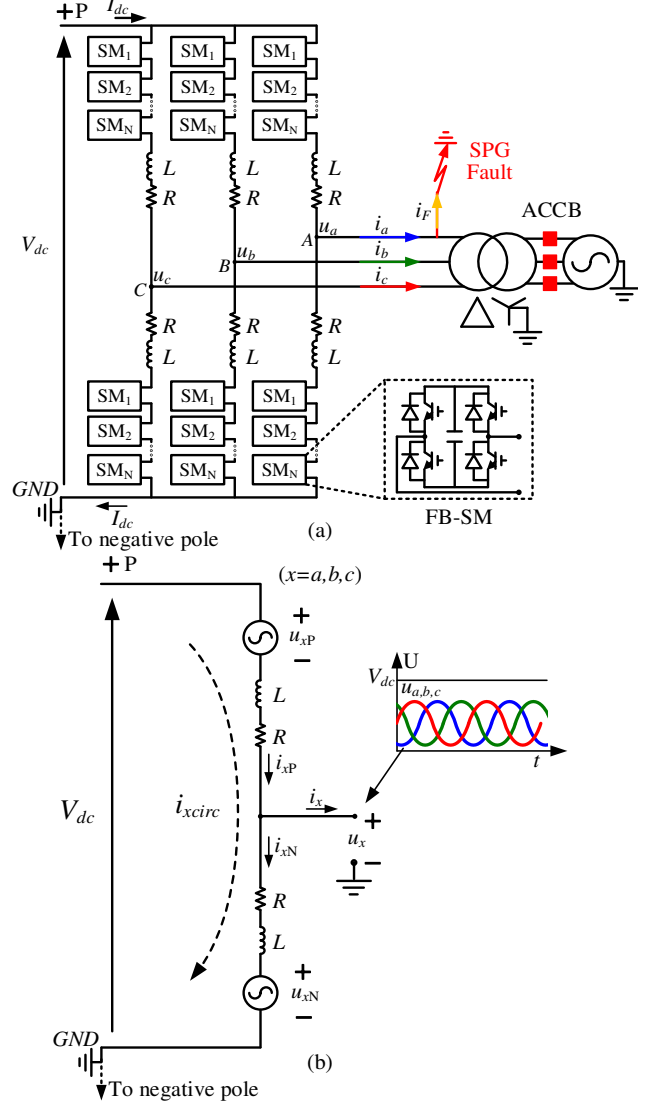 +P
I_dc
SM_1 SM_1 SM_1
SM_2 SM_2 SM_2
SM_N SM_N SM_N
L L L
R R R
SPG
Fault
i_F
ACCB
V_dc
A u_a i_a
B u_b i_b
C u_c i_c
R R R
L L L
SM_1 SM_1 SM_1
SM_2 SM_2 SM_2
SM_N SM_N SM_N
GND
I_dc
FB-SM
To negative pole
(a)
+ P
(x=a,b,c)
+
u_xP
−
L
R
i_xP
U
V_dc
u_a,b,c
t
V_dc
i_xcirc
i_x
+
u_x
−
i_xN
R
L
+
u_xN
−
GND
(b)
To negative pole